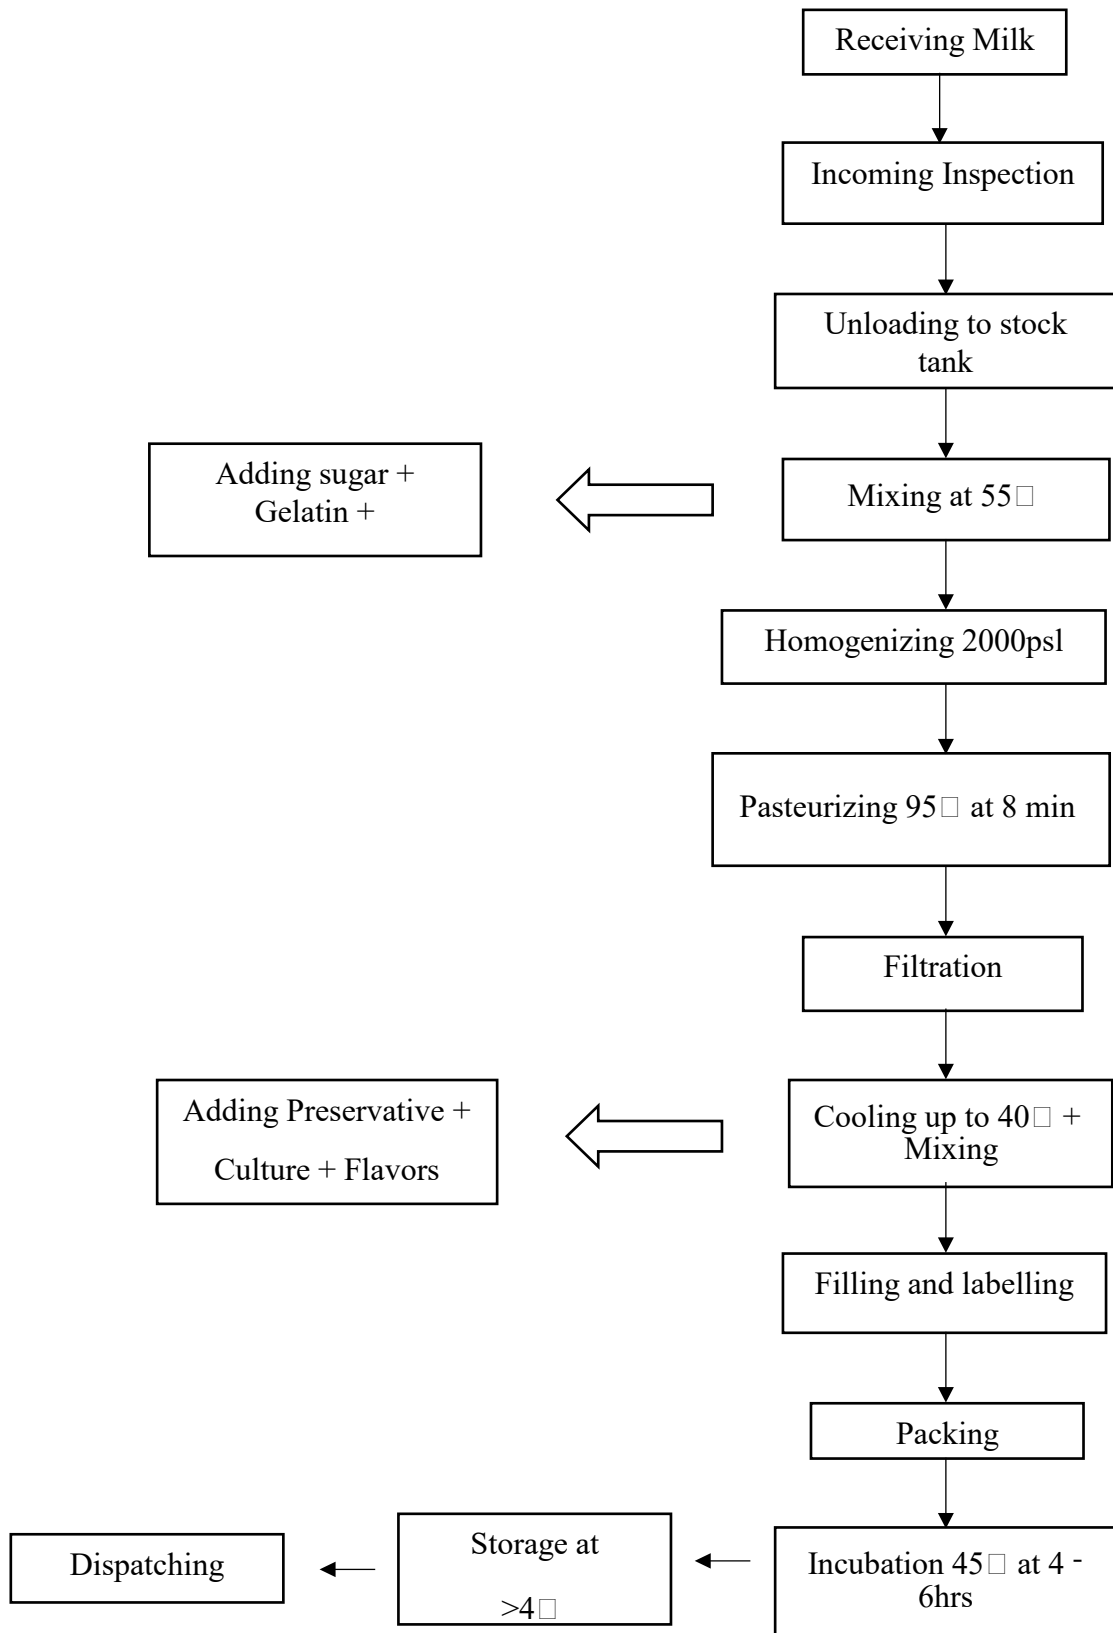 Receiving Milk
Incoming Inspection
Unloading to stock
tank
Adding sugar +
Gelatin +
Mixing at 55□
Homogenizing 2000psl
Pasteurizing 95□ at 8 min
Filtration
Adding Preservative +
Culture + Flavors
Cooling up to 40□ +
Mixing
Filling and labelling
Packing
Incubation 45□ at 4 -
6hrs
Storage at
>4□
Dispatching